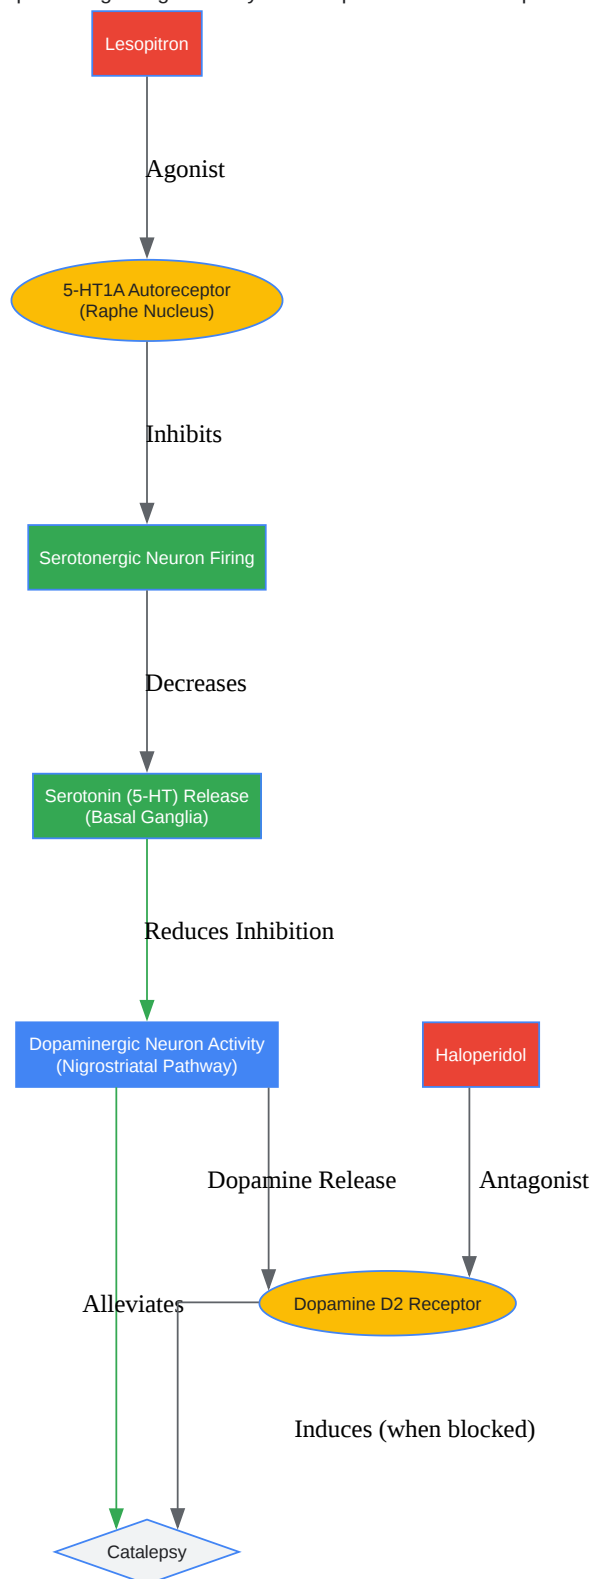 Lesopitron
Agonist
5-HT1A Autoreceptor
(Raphe Nucleus)
Inhibits
Serotonergic Neuron Firing
Decreases
Serotonin (5-HT) Release
(Basal Ganglia)
Reduces Inhibition
Dopaminergic Neuron Activity
(Nigrostriatal Pathway)
Haloperidol
Dopamine Release
Antagonist
Alleviates
Dopamine D2 Receptor
Induces (when blocked)
Catalepsy